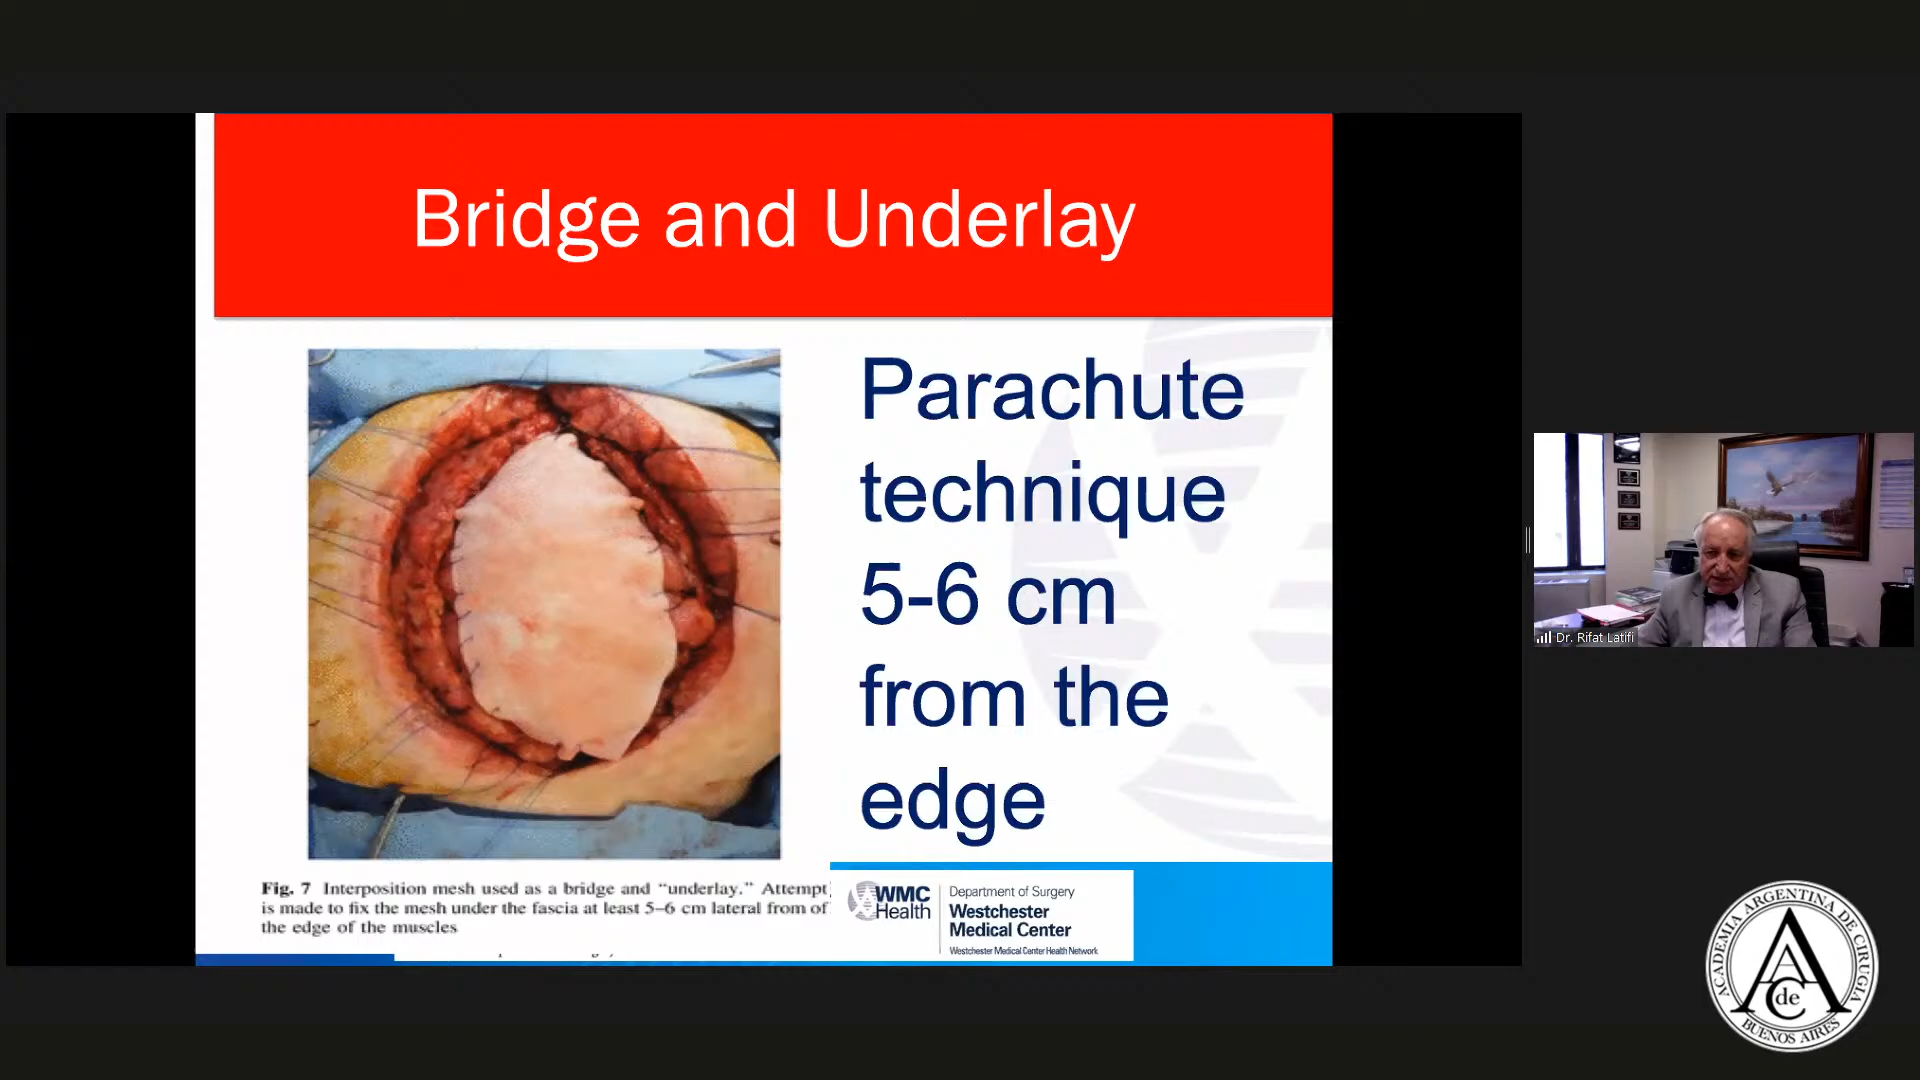 Bridge and Underlay
Parachute
technique
5-6 cm
from the
edge
Fig. 7 Interposition mesh used as a bridge and “underlay.” Attempt
is made to fix the mesh under the fascia at least 5–6 cm lateral from of
the edge of the muscles
WMC
Health
Department of Surgery
Westchester
Medical Center
Westchester Medical Center Health Network
Dr. Rifat Latifi
ACADEMIA ARGENTINA DE CIRUGIA
AAC
de
BUENOS AIRES